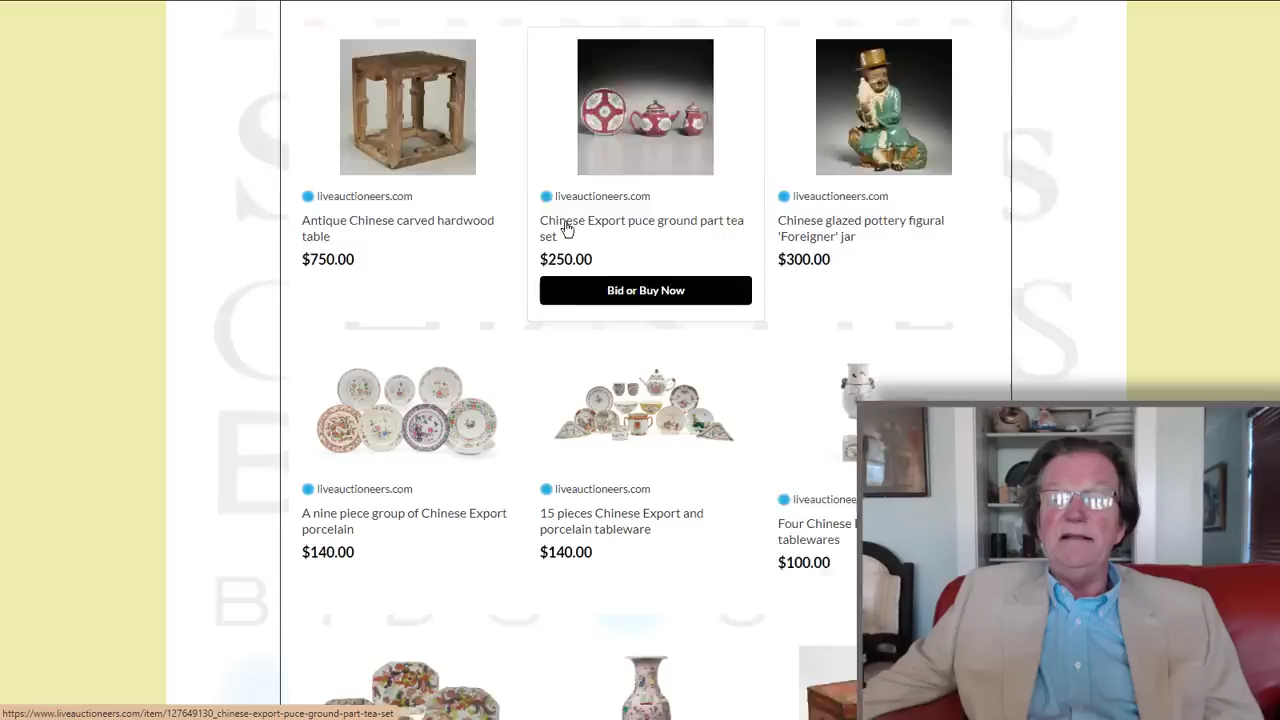 liveauctioneers.com
Antique Chinese carved hardwood
table
$750.00
liveauctioneers.com
Chinese Export puce ground part tea
set
$250.00
Bid or Buy Now
liveauctioneers.com
Chinese glazed pottery figural
'Foreigner' jar
$300.00
liveauctioneers.com
A nine piece group of Chinese Export
porcelain
$140.00
liveauctioneers.com
15 pieces Chinese Export and
porcelain tableware
$140.00
liveauctionee
Four Chinese
tablewares
$100.00
BIDS
https://www.liveauctioneers.com/item/127649130_chinese-export-puce-ground-part-tea-set